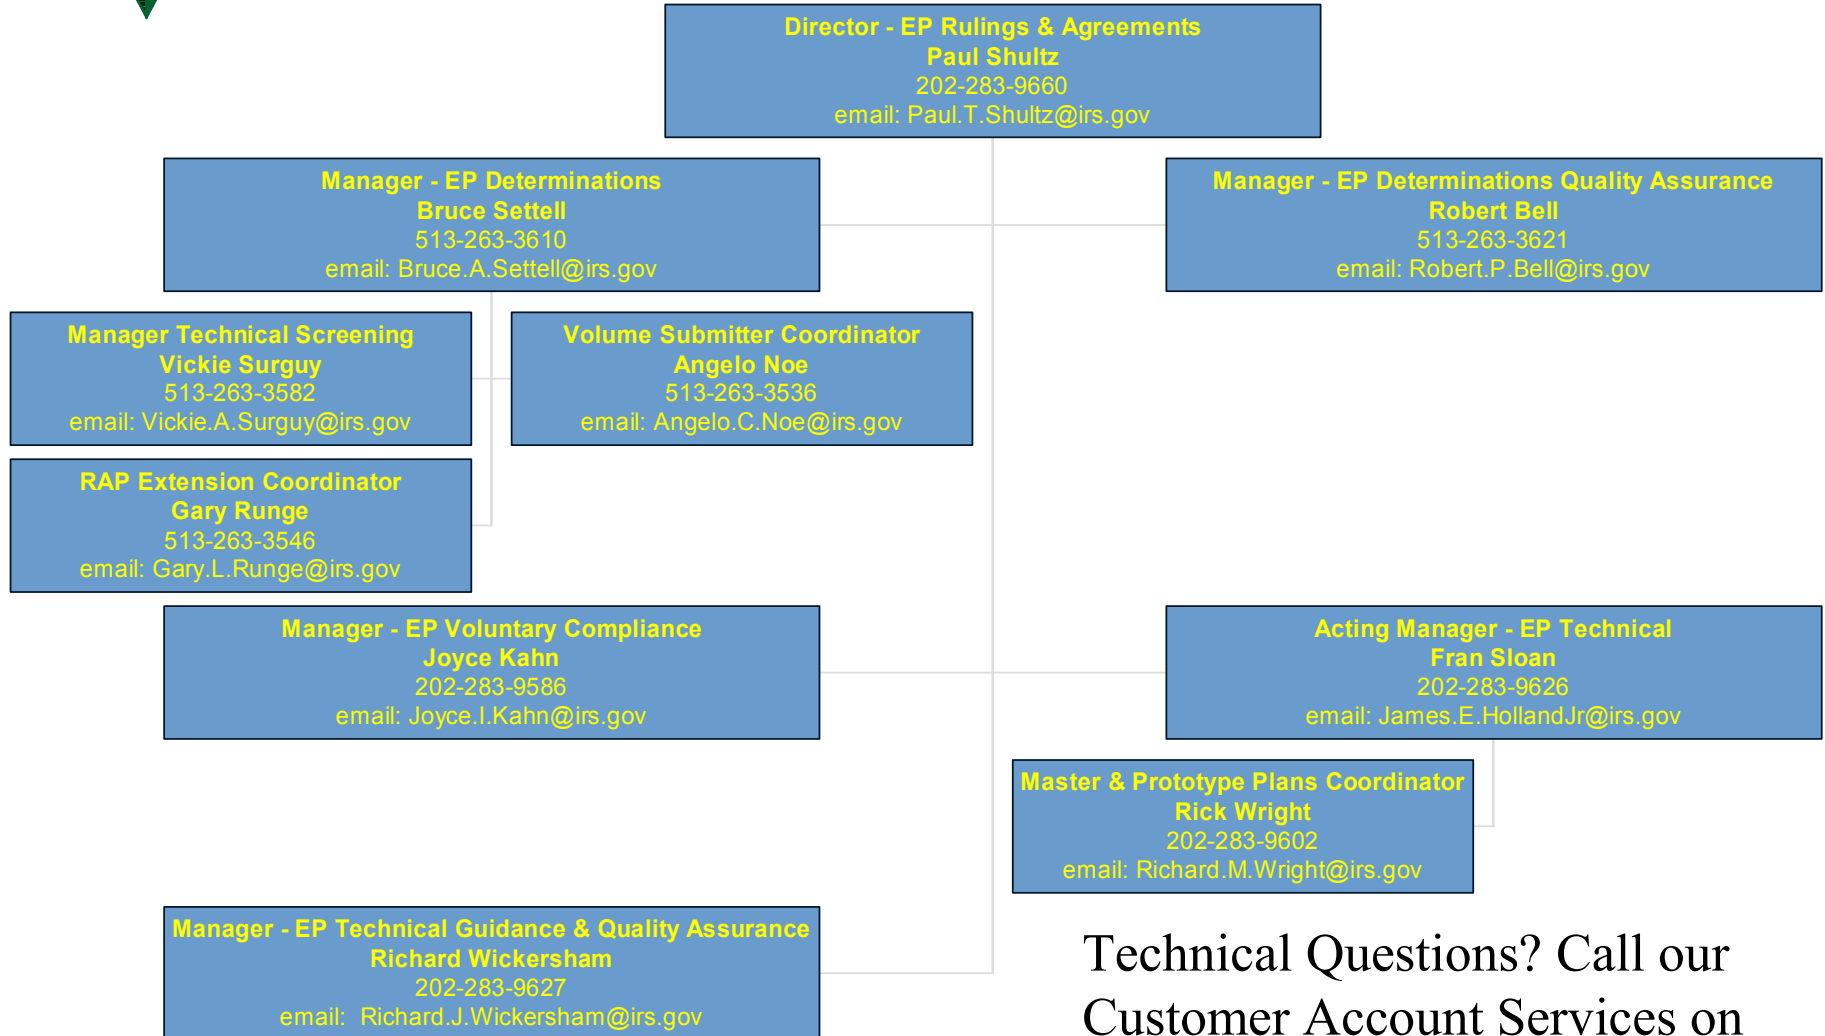 Director - EP Rulings & Agreements
Paul Shultz
202-283-9660
email: Paul.T.Shultz@irs.gov
Manager - EP Determinations
Bruce Settell
513-263-3610
email: Bruce.A.Settell@irs.gov
Manager - EP Determinations Quality Assurance
Robert Bell
513-263-3621
email: Robert.P.Bell@irs.gov
Manager Technical Screening
Vickie Surguy
513-263-3582
email: Vickie.A.Surguy@irs.gov
Volume Submitter Coordinator
Angelo Noe
513-263-3536
email: Angelo.C.Noe@irs.gov
RAP Extension Coordinator
Gary Runge
513-263-3546
email: Gary.L.Runge@irs.gov
Manager - EP Voluntary Compliance
Joyce Kahn
202-283-9586
email: Joyce.I.Kahn@irs.gov
Acting Manager - EP Technical
Fran Sloan
202-283-9626
email: James.E.HollandJr@irs.gov
Master & Prototype Plans Coordinator
Rick Wright
202-283-9602
email: Richard.M.Wright@irs.gov
Manager - EP Technical Guidance & Quality Assurance
Richard Wickersham
202-283-9627
email:  Richard.J.Wickersham@irs.gov
Technical Questions? Call our
Customer Account Services on